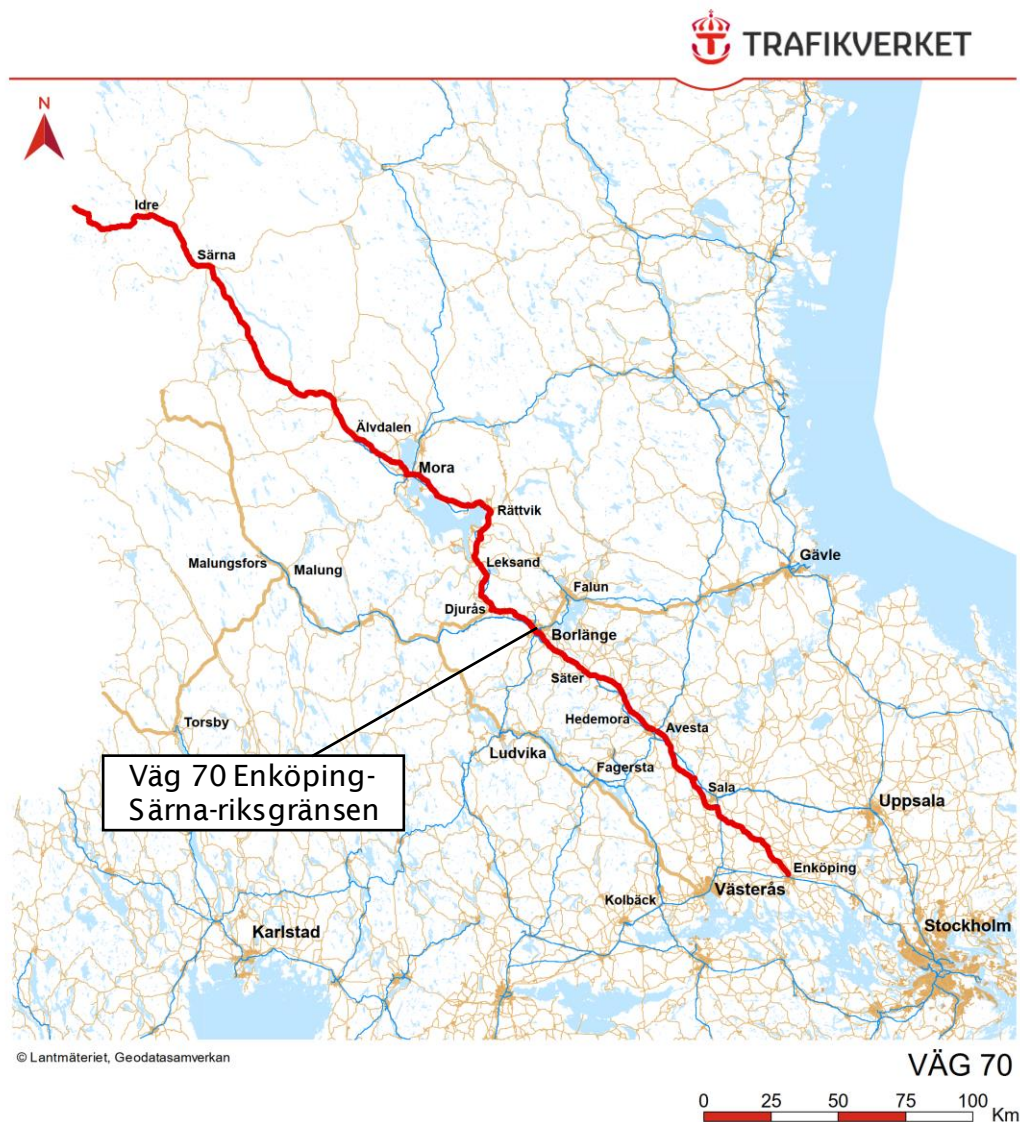 TRAFIKVERKET
N
Idre
Särna
Älvdalen
Mora
Rättvik
Leksand
Malungsfors
Malung
Gävle
Falun
Djurås
Borlänge
Säter
Torsby
Hedemora
Avesta
Ludvika
Fagersta
Väg 70 Enköping-
Särna-riksgränsen
Sala
Uppsala
Enköping
Västerås
Kolbäck
Karlstad
Stockholm
© Lantmäteriet, Geodatasamverkan
VÄG 70
0 25 50 75 100
Km